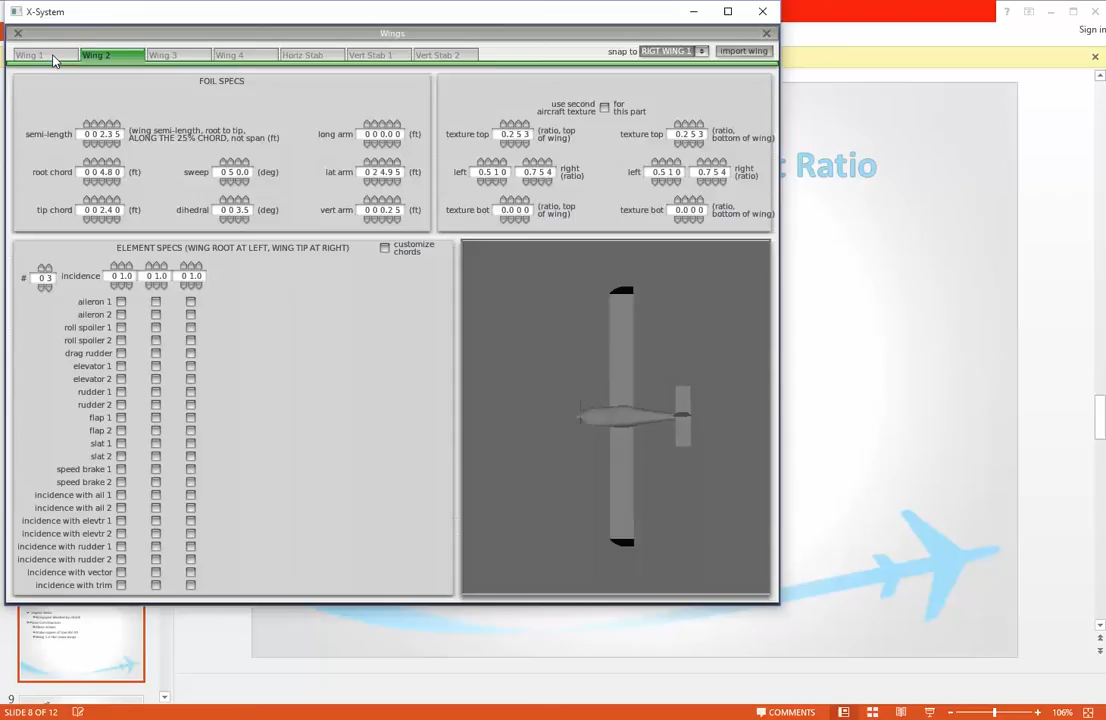 X-System
Sign in
Wings
Wing 1 Wing 2 Wing 3 Wing 4 Horiz Stab Vert Stab 1 Vert Stab 2 snap to RIGT WING 1 import wing
FOIL SPECS
semi-length 0 0 2.3 5 (wing semi-length, root to tip,
ALONG THE 25% CHORD, not span (ft)
long arm 0 0 0.0 0 (ft)
root chord 0 0 4.8 0 (ft) sweep 0 5 0.0 (deg) lat arm 0 2 4.9 5 (ft)
tip chord 0 0 2.4 0 (ft) dihedral 0 0 3.5 (deg) vert arm 0 0 0.2 5 (ft)
use second
aircraft texture for
this part
texture top 0.2 5 3 (ratio, top
of wing)
texture top 0.2 5 3 (ratio,
bottom of wing)
left 0.5 1 0 0.7 5 4 right
(ratio)
left 0.5 1 0 0.7 5 4 right
(ratio)
texture bot 0.0 0 0 (ratio, top
of wing)
texture bot 0.0 0 0 (ratio,
bottom of wing)
Ratio
ELEMENT SPECS (WING ROOT AT LEFT, WING TIP AT RIGHT)
customize
chords
# 0 3 incidence 0 1.0 0 1.0 0 1.0
aileron 1
aileron 2
roll spoiler 1
roll spoiler 2
drag rudder
elevator 1
elevator 2
rudder 1
rudder 2
flap 1
flap 2
slat 1
slat 2
speed brake 1
speed brake 2
incidence with ail 1
incidence with ail 2
incidence with elevtr 1
incidence with elevtr 2
incidence with rudder 1
incidence with rudder 2
incidence with vector
incidence with trim
9
SLIDE 8 OF 12 COMMENTS 106%